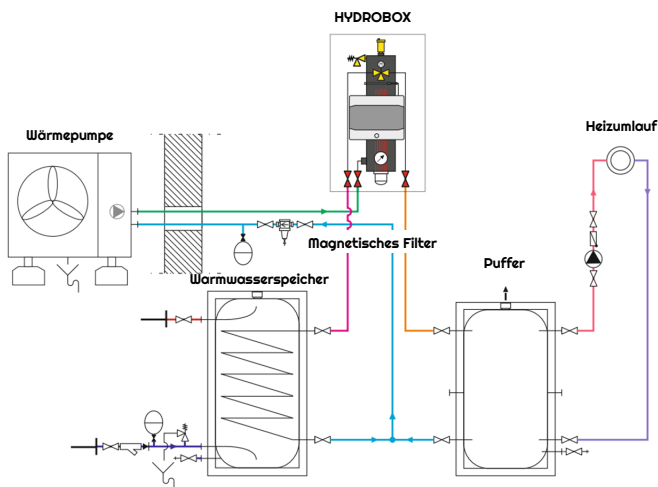 HYDROBOX
Wärmepumpe
Heizumlauf
Magnetisches Filter
Puffer
Warmwasserspeicher